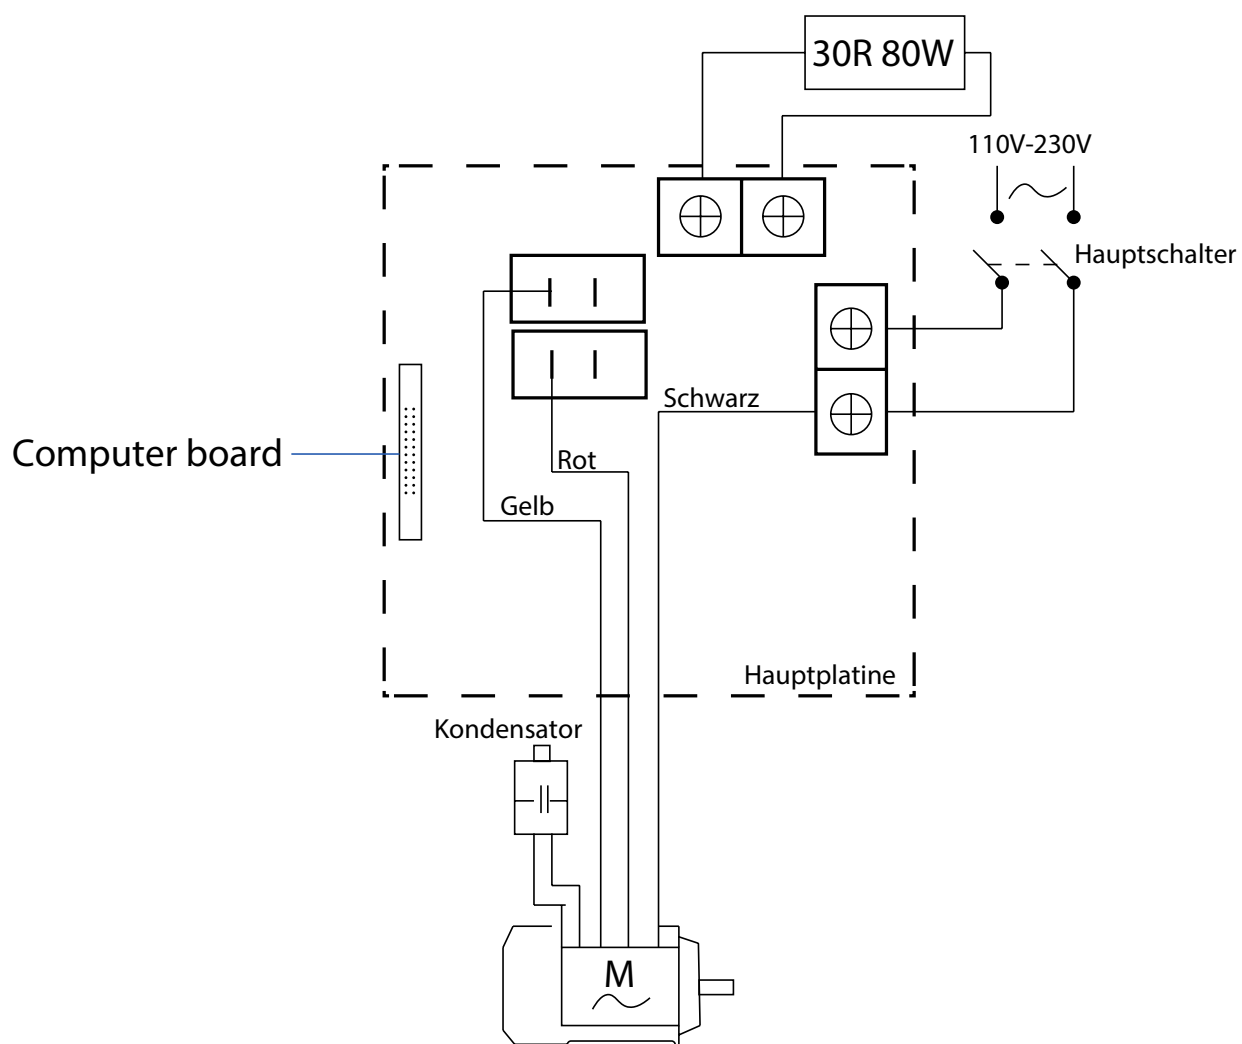 30R 80W
110V-230V
Hauptschalter
Schwarz
Computer board
Rot
Gelb
Hauptplatine
Kondensator
M